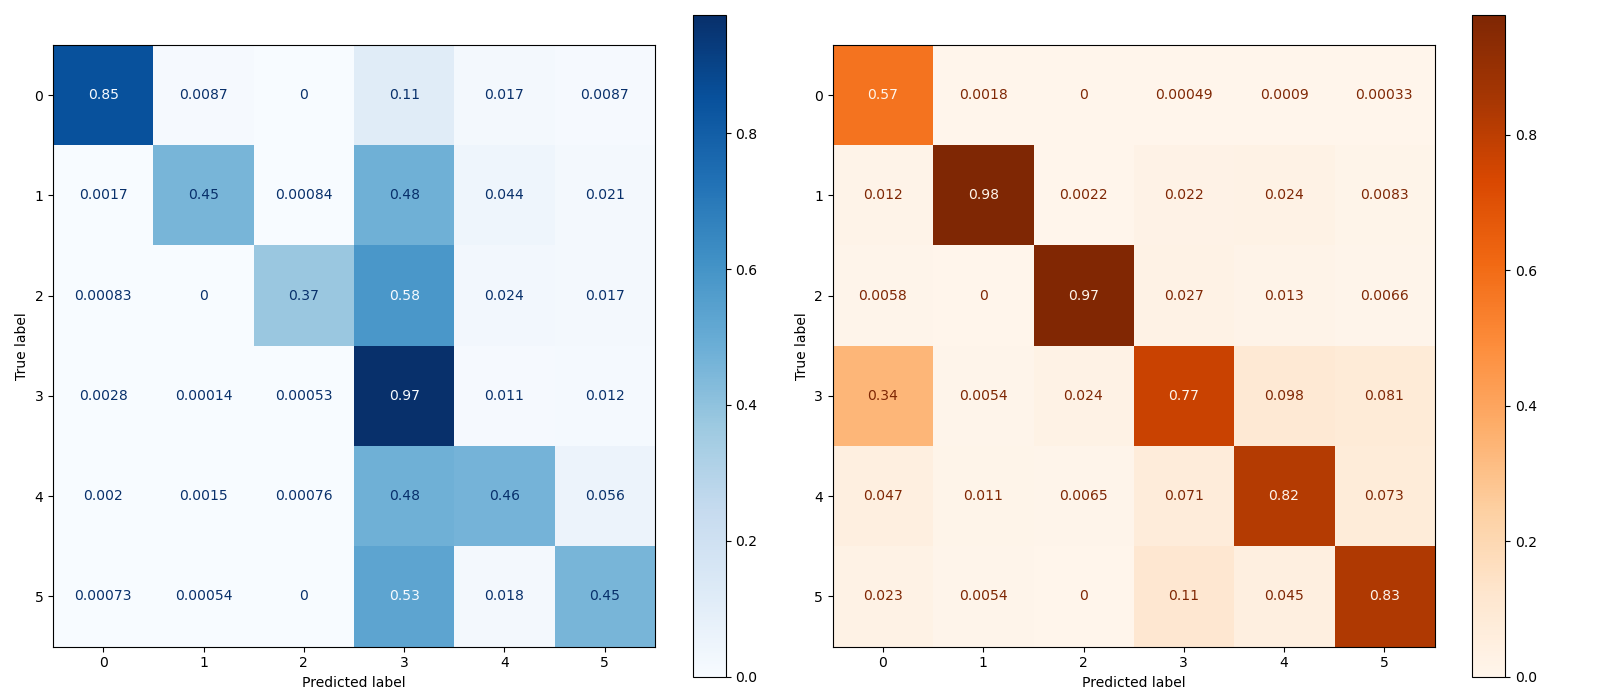 0 0.85 0.0087 0 0.11 0.017 0.0087
1 0.0017 0.45 0.00084 0.48 0.044 0.021
2 0.00083 0 0.37 0.58 0.024 0.017
3 0.0028 0.00014 0.00053 0.97 0.011 0.012
4 0.002 0.0015 0.00076 0.48 0.46 0.056
5 0.00073 0.00054 0 0.53 0.018 0.45
0 1 2 3 4 5
True label
Predicted label
0.8
0.6
0.4
0.2
0.0
0 0.57 0.0018 0 0.00049 0.0009 0.00033
1 0.012 0.98 0.0022 0.022 0.024 0.0083
2 0.0058 0 0.97 0.027 0.013 0.0066
3 0.34 0.0054 0.024 0.77 0.098 0.081
4 0.047 0.011 0.0065 0.071 0.82 0.073
5 0.023 0.0054 0 0.11 0.045 0.83
0 1 2 3 4 5
True label
Predicted label
0.8
0.6
0.4
0.2
0.0